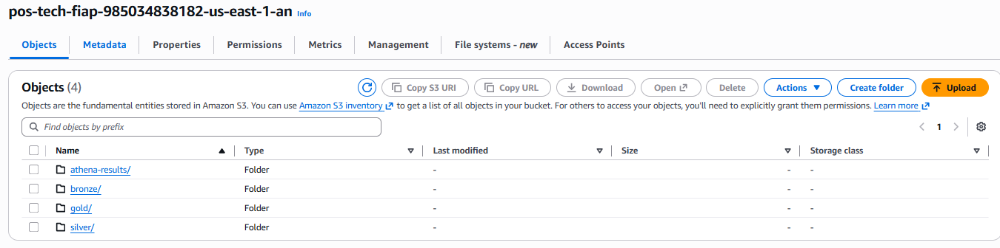 pos-tech-fiap-985034838182-us-east-1-an Info
Objects Metadata Properties Permissions Metrics Management File systems - new Access Points
Objects (4) Copy S3 URI Copy URL Download Open Delete Actions Create folder Upload
Objects are the fundamental entities stored in Amazon S3. You can use Amazon S3 inventory to get a list of all objects in your bucket. For others to access your objects, you'll need to explicitly grant them permissions. Learn more
Find objects by prefix 1
Name Type Last modified Size Storage class
athena-results/ Folder - - -
bronze/ Folder - - -
gold/ Folder - - -
silver/ Folder - - -